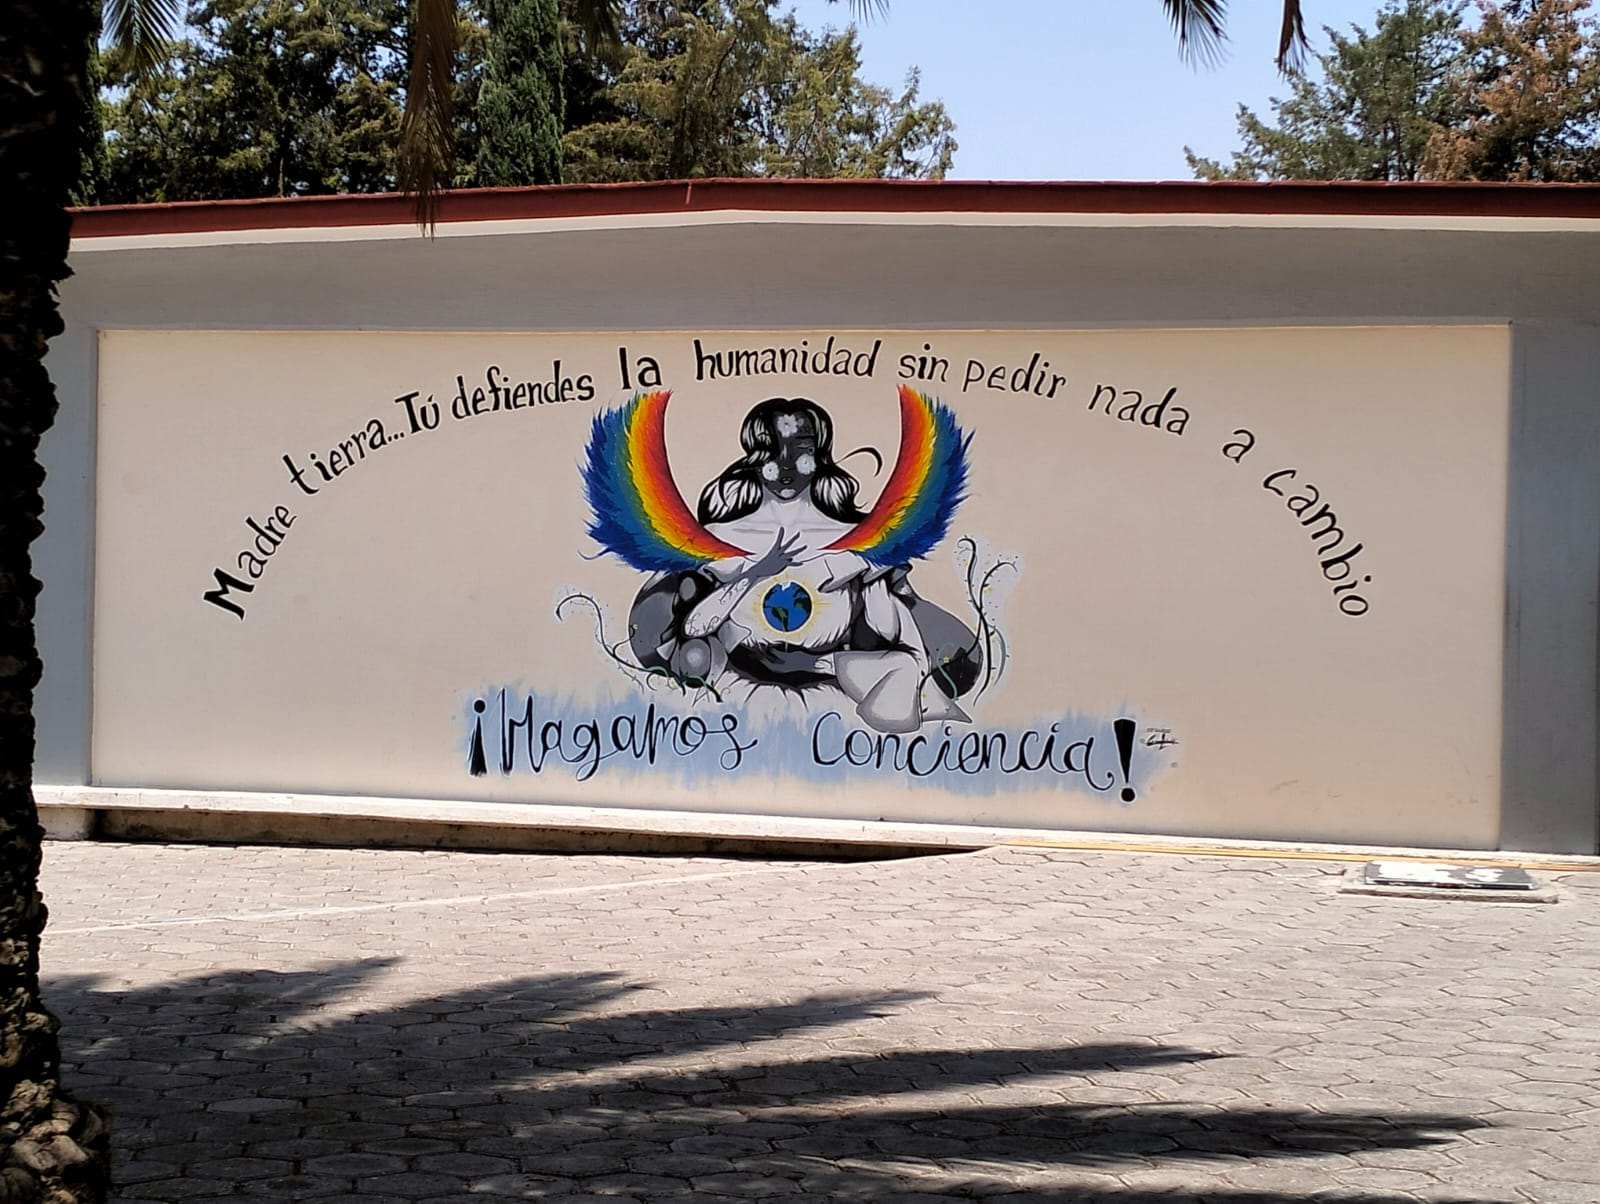 Madre tierra...Tú defiendes la humanidad sin pedir nada a cambio
¡Hagamos Conciencia!